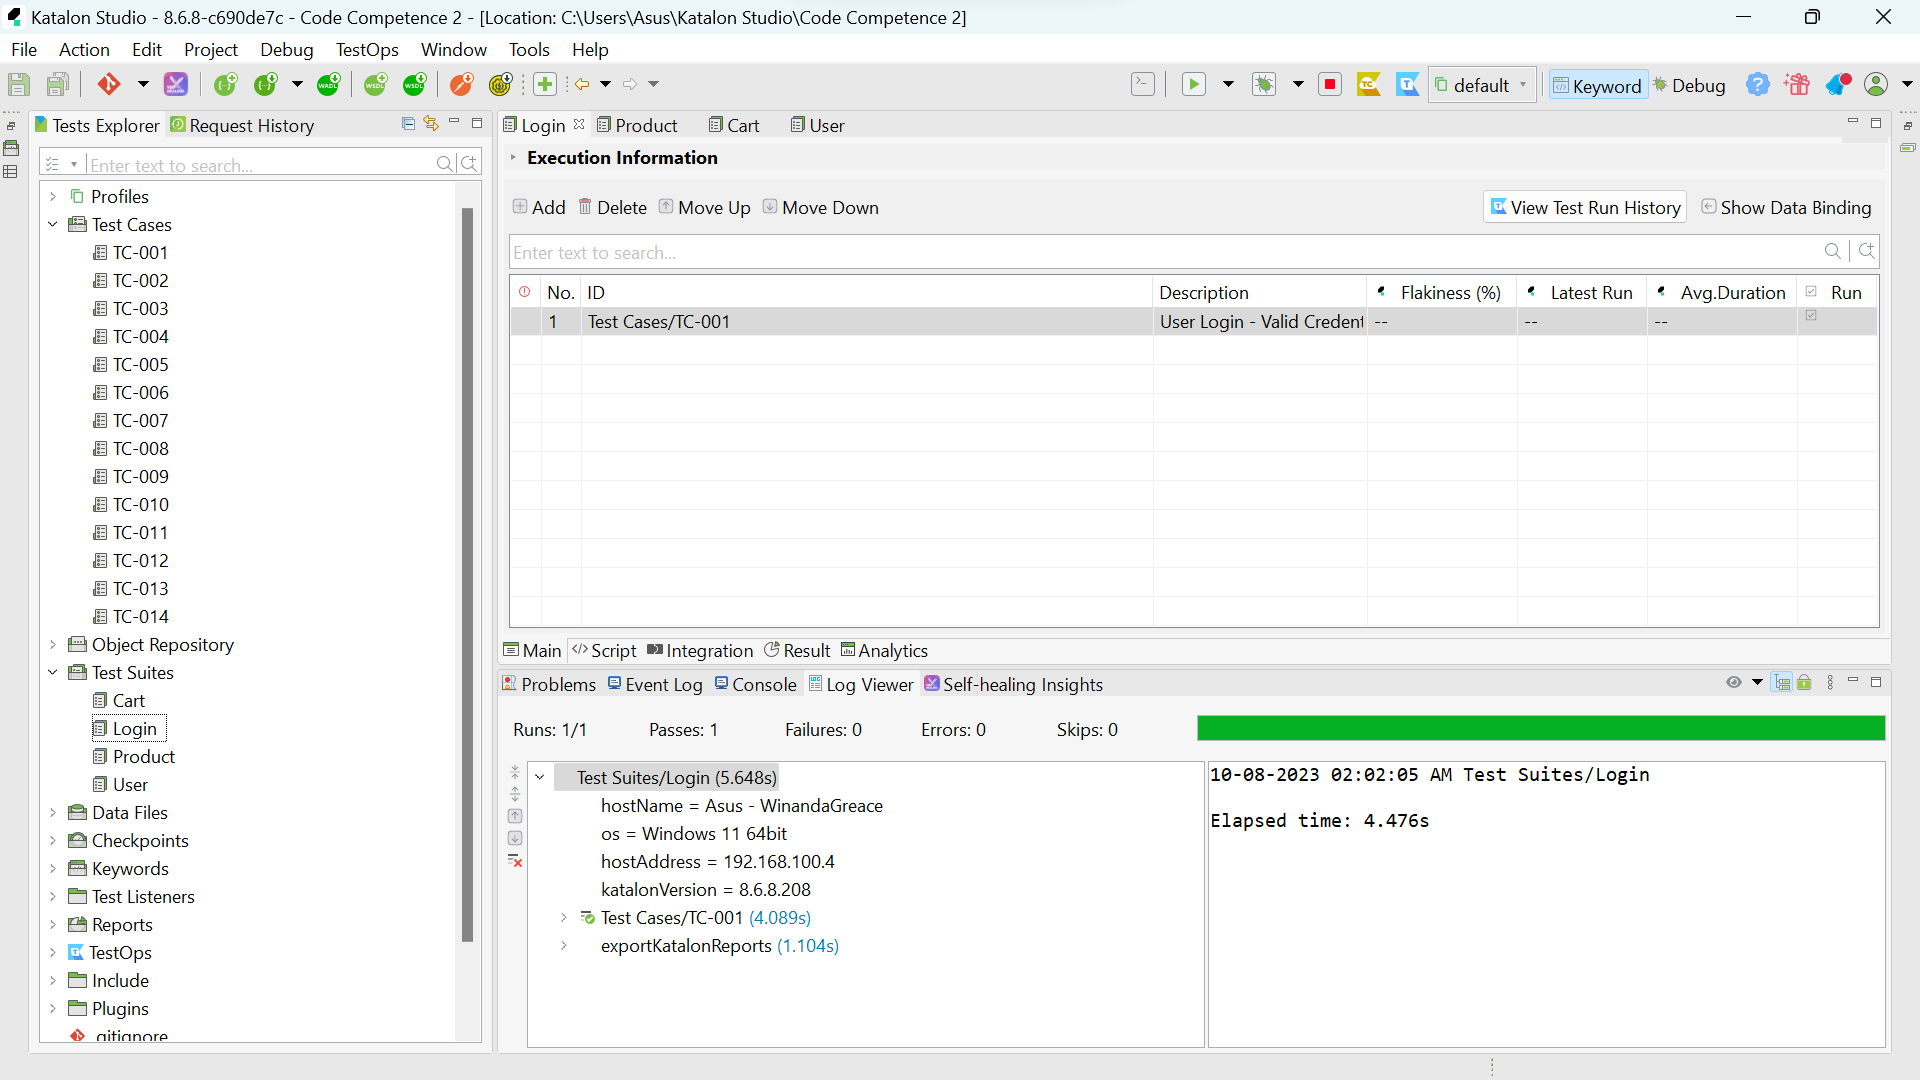 Katalon Studio - 8.6.8-c690de7c - Code Competence 2 - [Location: C:\Users\Asus\Katalon Studio\Code Competence 2]
File Action Edit Project Debug TestOps Window Tools Help
default Keyword Debug
Tests Explorer Request History
Enter text to search...
Profiles
Test Cases
TC-001
TC-002
TC-003
TC-004
TC-005
TC-006
TC-007
TC-008
TC-009
TC-010
TC-011
TC-012
TC-013
TC-014
Object Repository
Test Suites
Cart
Login
Product
User
Data Files
Checkpoints
Keywords
Test Listeners
Reports
TestOps
Include
Plugins
.gitignore
Login Product Cart User
Execution Information
Add Delete Move Up Move Down View Test Run History Show Data Binding
Enter text to search...
No. ID Description Flakiness (%) Latest Run Avg.Duration Run
1 Test Cases/TC-001 User Login - Valid Credent -- -- --
Main Script Integration Result Analytics
Problems Event Log Console Log Viewer Self-healing Insights
Runs: 1/1 Passes: 1 Failures: 0 Errors: 0 Skips: 0
Test Suites/Login (5.648s)
hostName = Asus - WinandaGreace
os = Windows 11 64bit
hostAddress = 192.168.100.4
katalonVersion = 8.6.8.208
Test Cases/TC-001 (4.089s)
exportKatalonReports (1.104s)
10-08-2023 02:02:05 AM Test Suites/Login
Elapsed time: 4.476s